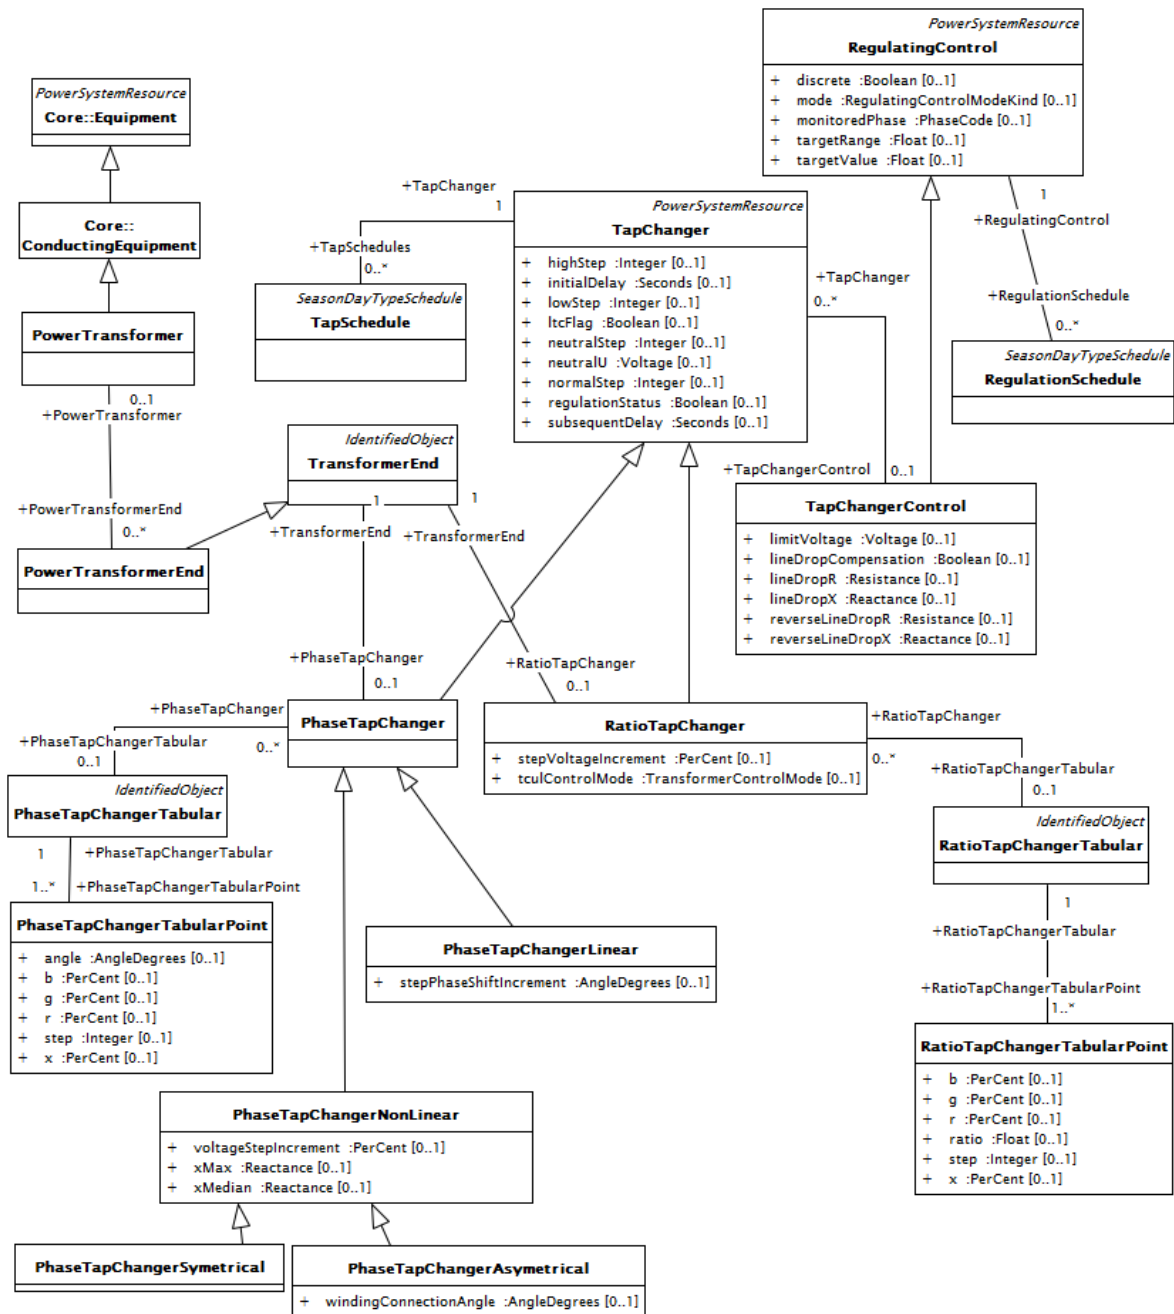 PowerSystemResource
RegulatingControl
+ discrete :Boolean [0..1]
+ mode :RegulatingControlModeKind [0..1]
+ monitoredPhase :PhaseCode [0..1]
+ targetRange :Float [0..1]
+ targetValue :Float [0..1]
PowerSystemResource
Core::Equipment
Core::
ConductingEquipment
PowerTransformer
0..1
+PowerTransformer
+PowerTransformerEnd
0..*
PowerTransformerEnd
+TapChanger
1
+TapSchedules
0..*
SeasonDayTypeSchedule
TapSchedule
PowerSystemResource
TapChanger
+ highStep :Integer [0..1]
+ initialDelay :Seconds [0..1]
+ lowStep :Integer [0..1]
+ ltcFlag :Boolean [0..1]
+ neutralStep :Integer [0..1]
+ neutralU :Voltage [0..1]
+ normalStep :Integer [0..1]
+ regulationStatus :Boolean [0..1]
+ subsequentDelay :Seconds [0..1]
+TapChanger
0..*
1
+RegulatingControl
+RegulationSchedule
0..*
SeasonDayTypeSchedule
RegulationSchedule
IdentifiedObject
TransformerEnd
1
1
+TransformerEnd
+TransformerEnd
+TapChangerControl
0..1
TapChangerControl
+ limitVoltage :Voltage [0..1]
+ lineDropCompensation :Boolean [0..1]
+ lineDropR :Resistance [0..1]
+ lineDropX :Reactance [0..1]
+ reverseLineDropR :Resistance [0..1]
+ reverseLineDropX :Reactance [0..1]
+PhaseTapChanger
0..1
+RatioTapChanger
0..1
PhaseTapChanger
+PhaseTapChanger
0..*
+PhaseTapChangerTabular
0..1
IdentifiedObject
PhaseTapChangerTabular
1
+PhaseTapChangerTabular
1..*
+PhaseTapChangerTabularPoint
PhaseTapChangerTabularPoint
+ angle :AngleDegrees [0..1]
+ b :PerCent [0..1]
+ g :PerCent [0..1]
+ r :PerCent [0..1]
+ step :Integer [0..1]
+ x :PerCent [0..1]
RatioTapChanger
+ stepVoltageIncrement :PerCent [0..1]
+ tculControlMode :TransformerControlMode [0..1]
+RatioTapChanger
0..*
+RatioTapChangerTabular
0..1
IdentifiedObject
RatioTapChangerTabular
1
+RatioTapChangerTabular
+RatioTapChangerTabularPoint
1..*
RatioTapChangerTabularPoint
+ b :PerCent [0..1]
+ g :PerCent [0..1]
+ r :PerCent [0..1]
+ ratio :Float [0..1]
+ step :Integer [0..1]
+ x :PerCent [0..1]
PhaseTapChangerLinear
+ stepPhaseShiftIncrement :AngleDegrees [0..1]
PhaseTapChangerNonLinear
+ voltageStepIncrement :PerCent [0..1]
+ xMax :Reactance [0..1]
+ xMedian :Reactance [0..1]
PhaseTapChangerSymetrical
PhaseTapChangerAsymetrical
+ windingConnectionAngle :AngleDegrees [0..1]